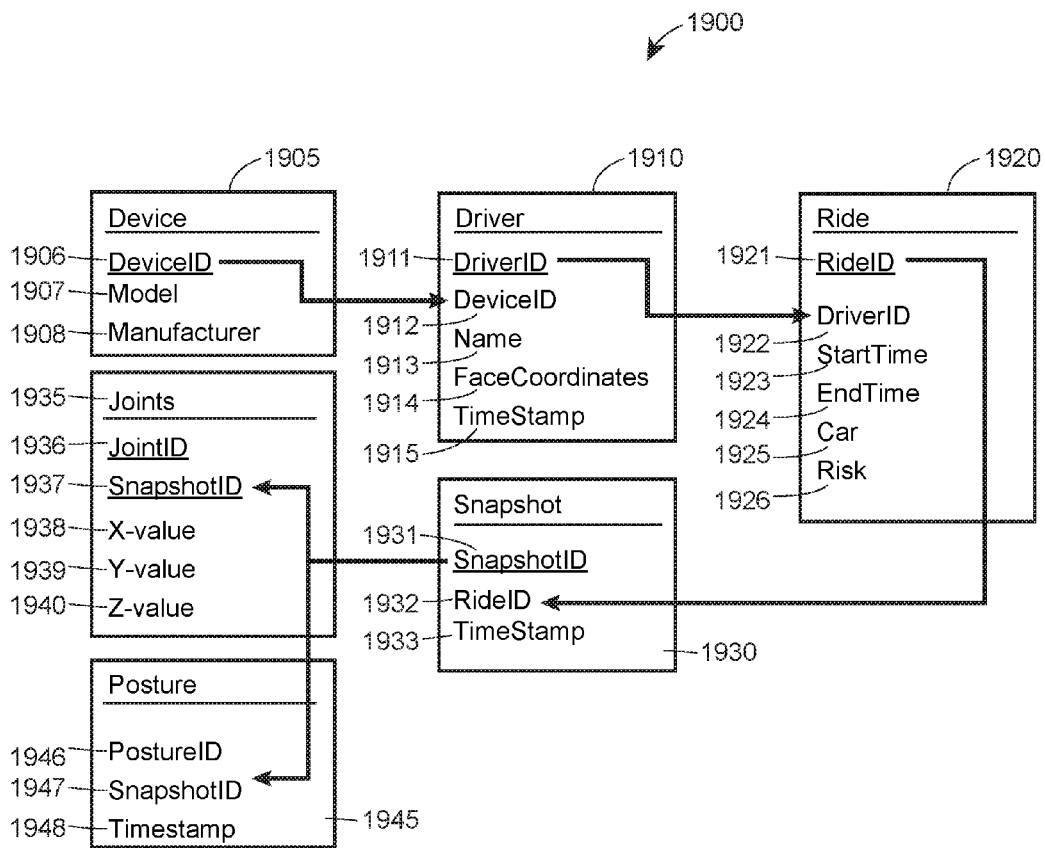 1900
1905
Device
1906 DeviceID
1907 Model
1908 Manufacturer
1910
Driver
1911 DriverID
DeviceID
1912
Name
1913
FaceCoordinates
1914
TimeStamp
1915
1920
Ride
1921 RideID
DriverID
1922
StartTime
1923
EndTime
1924
Car
1925
Risk
1926
1935 Joints
1936 JointID
1937 SnapshotID
1938 X-value
1939 Y-value
1940 Z-value
Snapshot
1931
SnapshotID
1932 RideID
1933 TimeStamp
1930
Posture
1946 PostureID
1947 SnapshotID
1948 Timestamp
1945